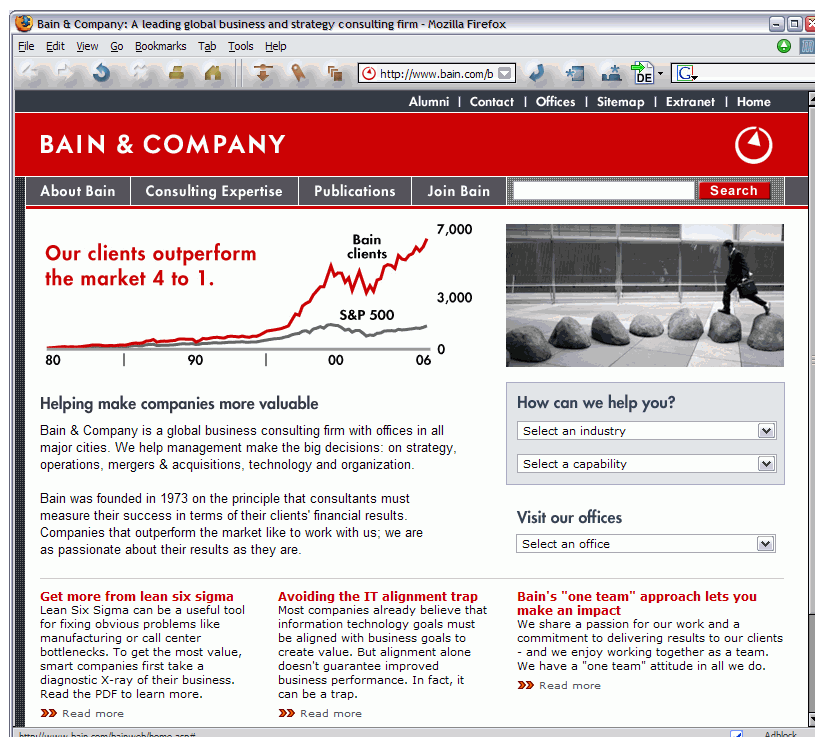 Bain & Company: A leading global business and strategy consulting firm - Mozilla Firefox
File Edit View Go Bookmarks Tab Tools Help
http://www.bain.com/b
DE
G
Alumni | Contact | Offices | Sitemap | Extranet | Home
BAIN & COMPANY
About Bain
Consulting Expertise
Publications
Join Bain
Search
Our clients outperform
the market 4 to 1.
Bain
clients
S&P 500
7,000
3,000
0
80 | 90 | 00 06
Helping make companies more valuable
Bain & Company is a global business consulting firm with offices in all
major cities. We help management make the big decisions: on strategy,
operations, mergers & acquisitions, technology and organization.
Bain was founded in 1973 on the principle that consultants must
measure their success in terms of their clients' financial results.
Companies that outperform the market like to work with us; we are
as passionate about their results as they are.
How can we help you?
Select an industry
Select a capability
Visit our offices
Select an office
Get more from lean six sigma
Lean Six Sigma can be a useful tool
for fixing obvious problems like
manufacturing or call center
bottlenecks. To get the most value,
smart companies first take a
diagnostic X-ray of their business.
Read the PDF to learn more.
Read more
Avoiding the IT alignment trap
Most companies already believe that
information technology goals must
be aligned with business goals to
create value. But alignment alone
doesn't guarantee improved
business performance. In fact, it
can be a trap.
Read more
Bain's "one team" approach lets you
make an impact
We share a passion for our work and a
commitment to delivering results to our clients
- and we enjoy working together as a team.
We have a "one team" attitude in all we do.
Read more
http://www.bain.com/bainweb/home.asp#
Adblock